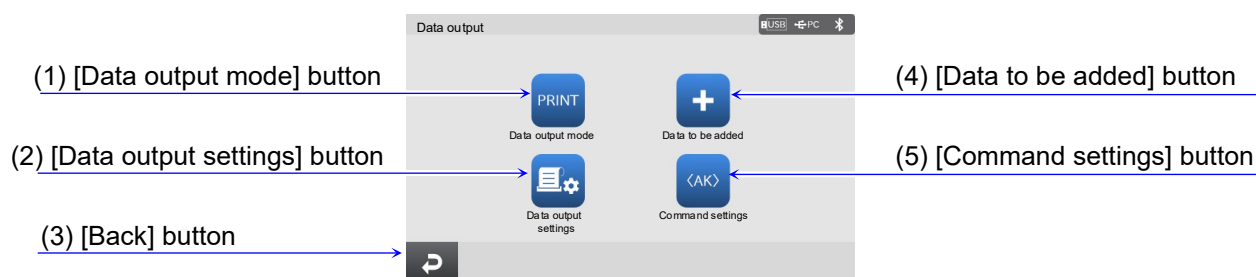 Data output
USB PC
(1) [Data output mode] button
PRINT
Data output mode
(4) [Data to be added] button
Data to be added
(2) [Data output settings] button
Data output
settings
(5) [Command settings] button
<AK>
Command settings
(3) [Back] button